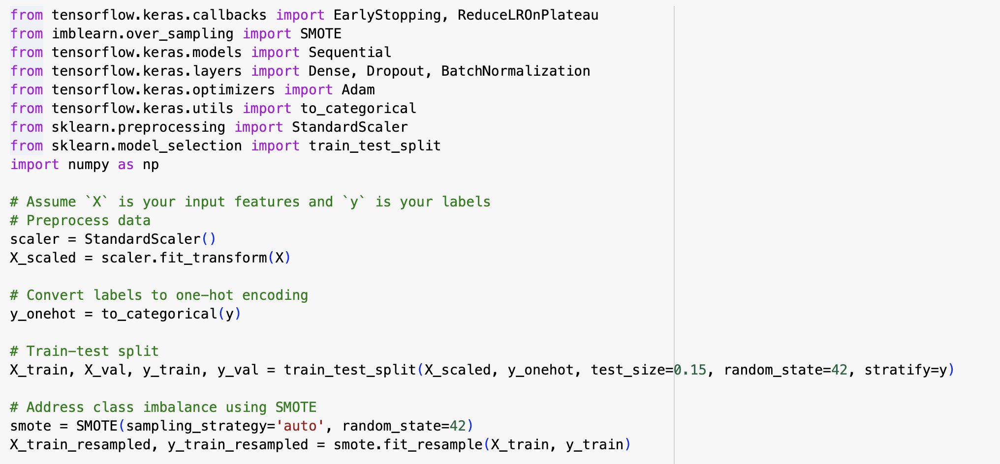 from tensorflow.keras.callbacks import EarlyStopping, ReduceLROnPlateau
from imblearn.over_sampling import SMOTE
from tensorflow.keras.models import Sequential
from tensorflow.keras.layers import Dense, Dropout, BatchNormalization
from tensorflow.keras.optimizers import Adam
from tensorflow.keras.utils import to_categorical
from sklearn.preprocessing import StandardScaler
from sklearn.model_selection import train_test_split
import numpy as np

# Assume `X` is your input features and `y` is your labels
# Preprocess data
scaler = StandardScaler()
X_scaled = scaler.fit_transform(X)

# Convert labels to one-hot encoding
y_onehot = to_categorical(y)

# Train-test split
X_train, X_val, y_train, y_val = train_test_split(X_scaled, y_onehot, test_size=0.15, random_state=42, stratify=y)

# Address class imbalance using SMOTE
smote = SMOTE(sampling_strategy='auto', random_state=42)
X_train_resampled, y_train_resampled = smote.fit_resample(X_train, y_train)